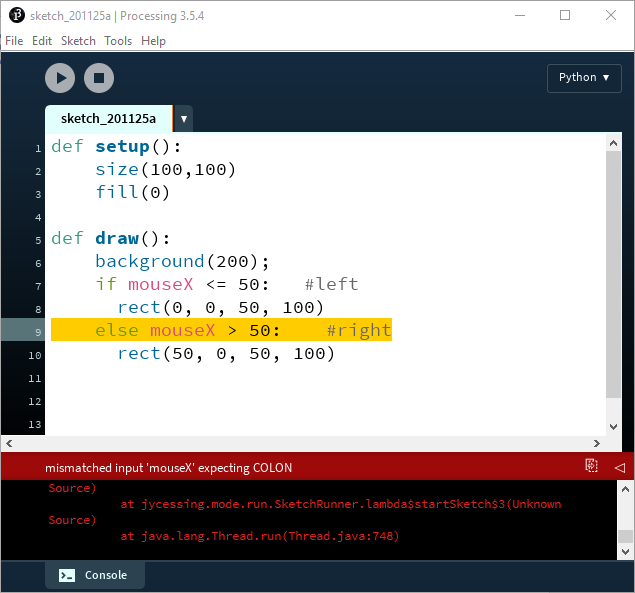 sketch_201125a | Processing 3.5.4
File Edit Sketch Tools Help
Python ▼
sketch_201125a ▼
1 def setup():
2     size(100,100)
3     fill(0)
4
5 def draw():
6     background(200);
7     if mouseX <= 50:   #left
8       rect(0, 0, 50, 100)
9     else mouseX > 50:    #right
10       rect(50, 0, 50, 100)
11
12
13
mismatched input 'mouseX' expecting COLON
Source)
at jycessing.mode.run.SketchRunner.lambda$startSketch$3(Unknown
Source)
at java.lang.Thread.run(Thread.java:748)
Console